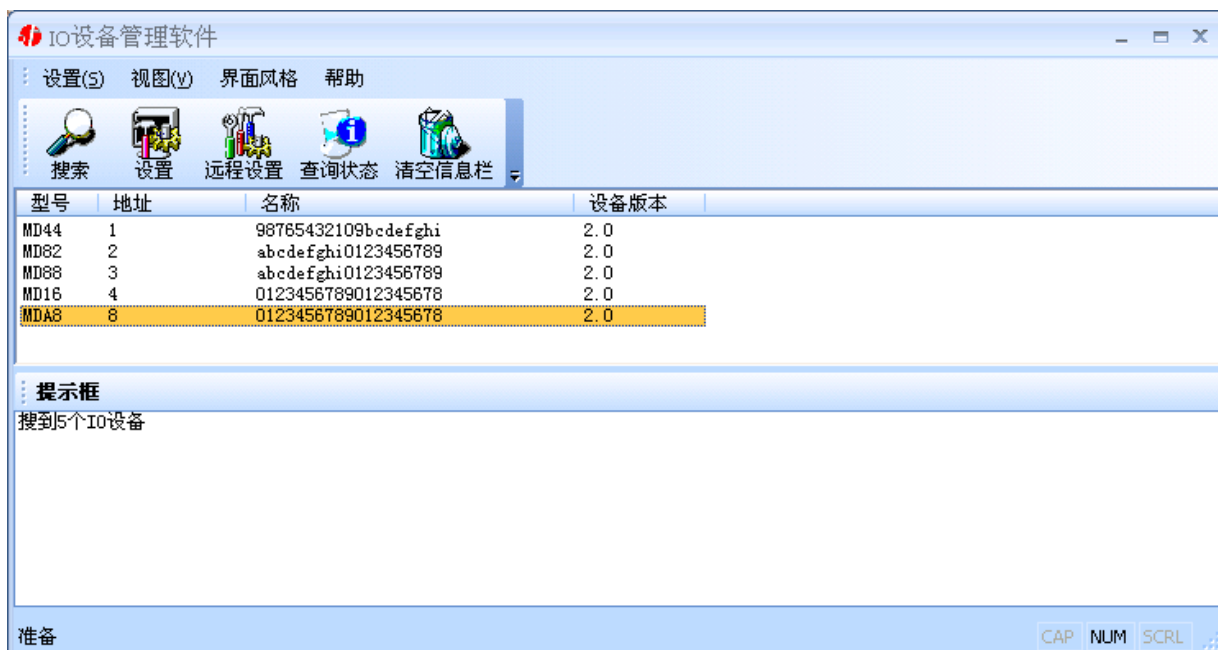 IO设备管理软件
设置(S) 视图(V) 界面风格 帮助
搜索 设置 远程设置 查询状态 清空信息栏
型号 地址 名称 设备版本
MD44 1 98765432109bcdefghi 2.0
MD82 2 abcdefghi0123456789 2.0
MD88 3 abcdefghi0123456789 2.0
MD16 4 0123456789012345678 2.0
MDA8 8 0123456789012345678 2.0
提示框
搜到5个IO设备
准备 CAP NUM SCRL